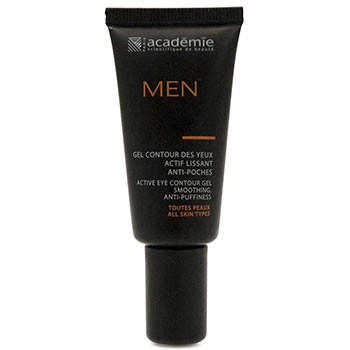 académie
scientifique de beauté
MEN
GEL CONTOUR DES YEUX
ACTIF LISSANT
ANTI-POCHES
ACTIVE EYE CONTOUR GEL
SMOOTHING,
ANTI-PUFFINESS
TOUTES PEAUX
ALL SKIN TYPES